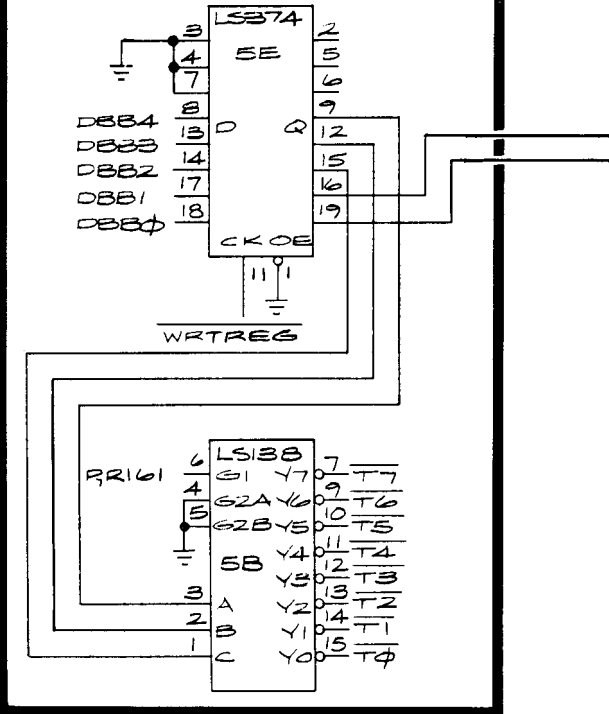 LS374
3 2
5E
4 5
7 6
8 9
DBB4
D Q
13 12
DBB3
14 15
DBB2
17 16
DBB1
18 19
DBBφ
CK OE
11 1
WRTREG
LS138
6 G1 Y7 7 T7
P,R161
4 G2A Y6 9 T6
5 G2B Y5 10 T5
Y4 11 T4
5B
Y3 12 T3
3 A Y2 13 T2
2 B Y1 14 T1
1 C Y0 15 Tφ